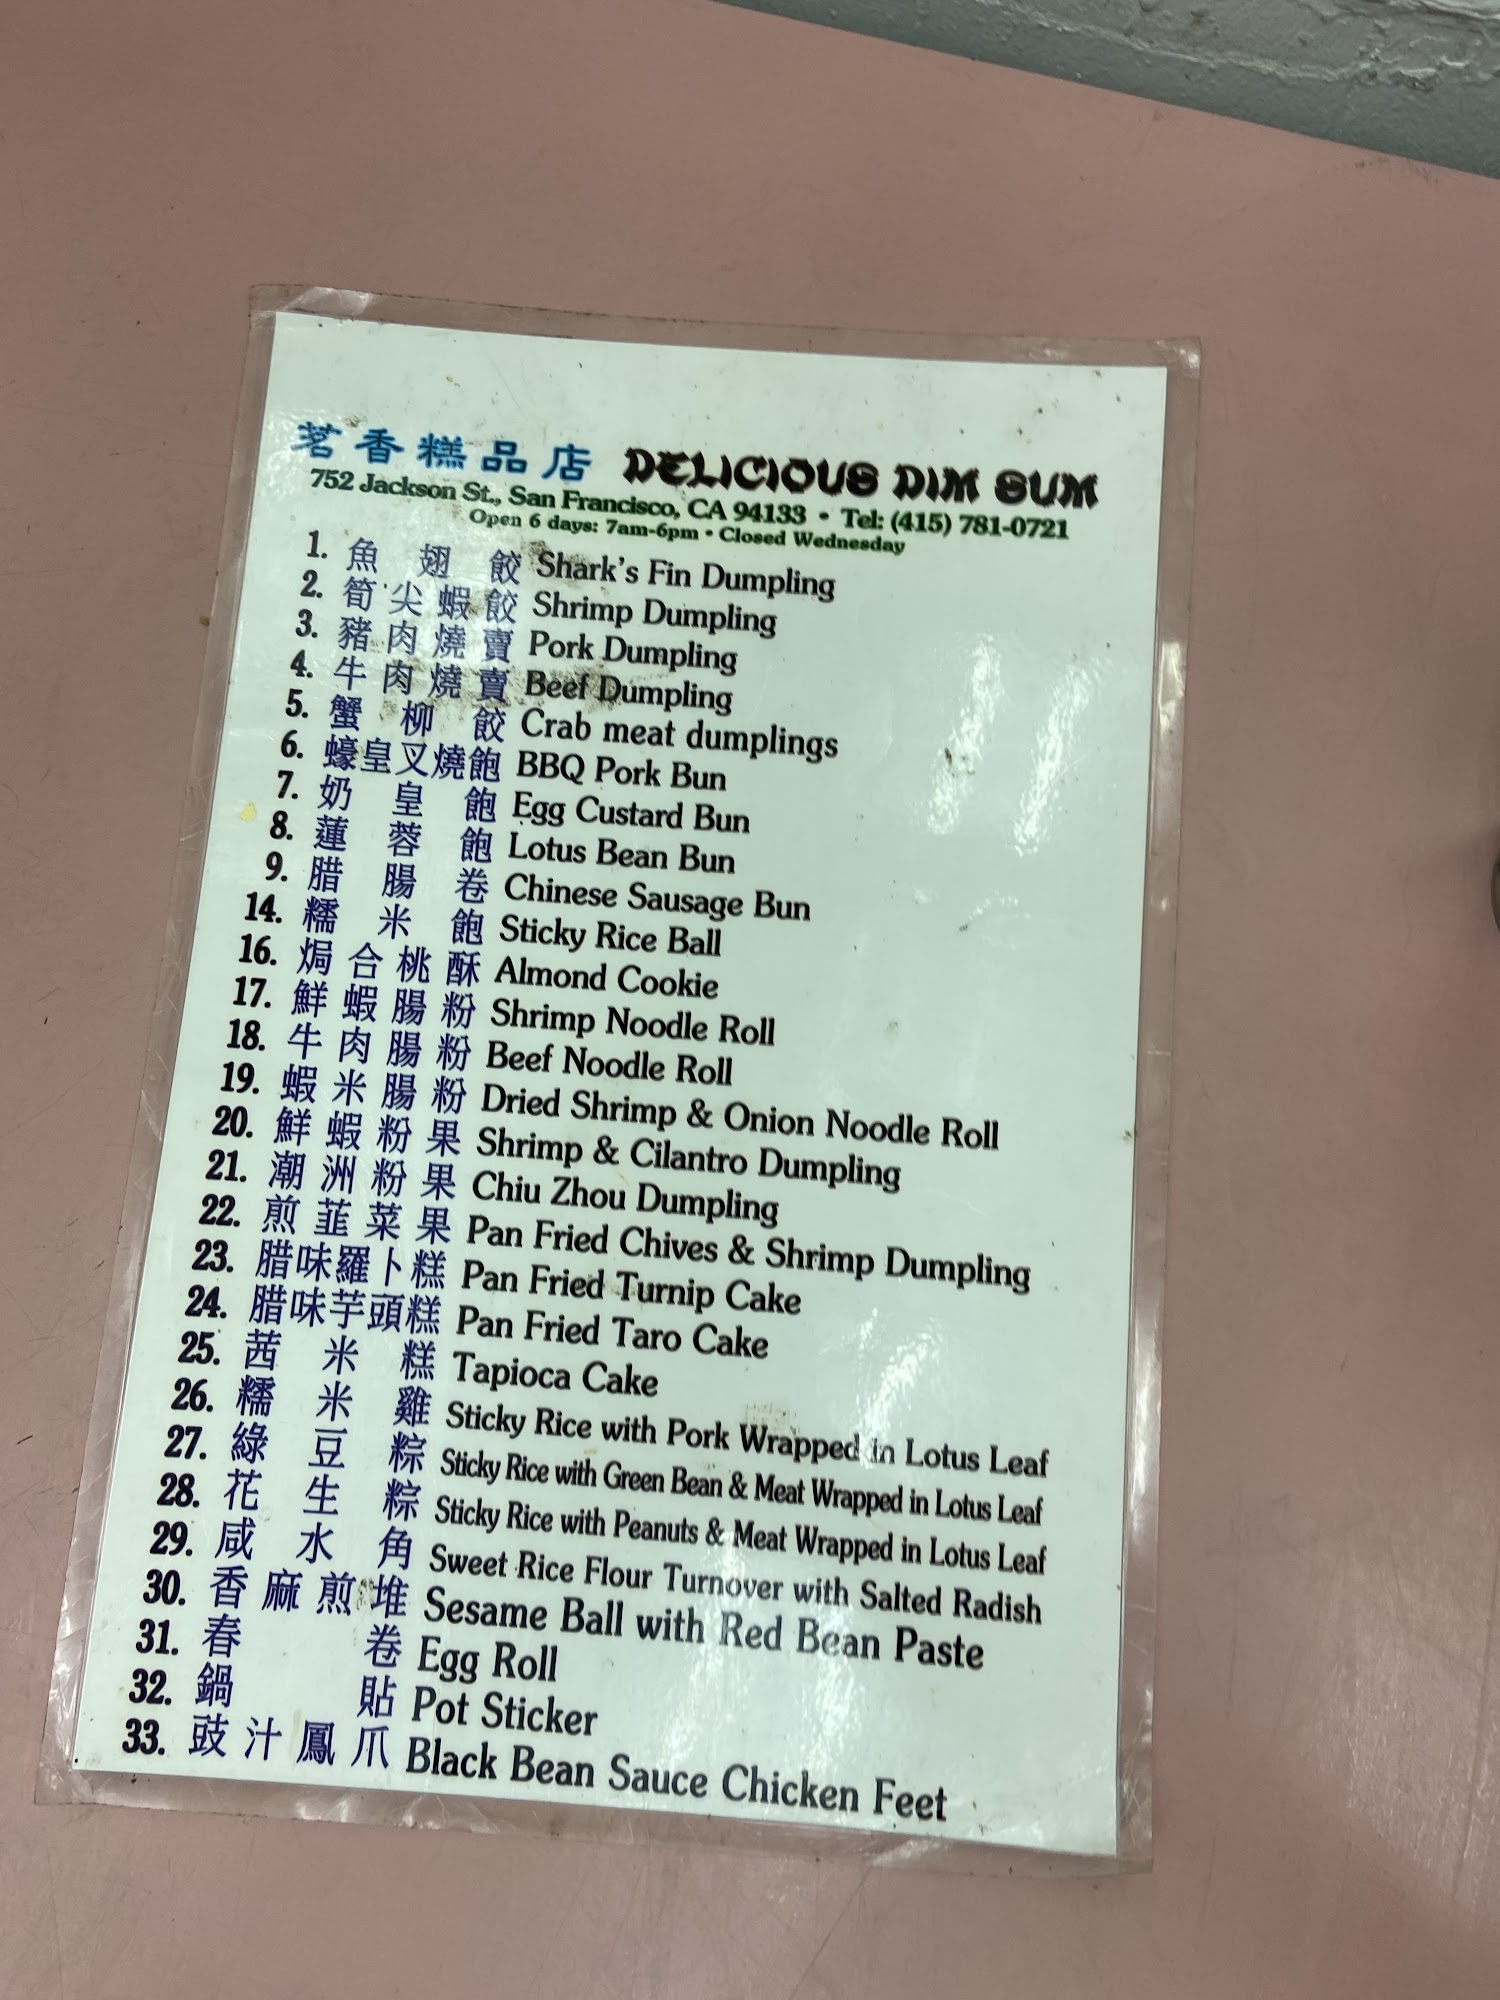 茗香糕品店 DELICIOUS DIM SUM
752 Jackson St., San Francisco, CA 94133 • Tel: (415) 781-0721
Open 6 days: 7am-6pm • Closed Wednesday
1. 魚翅餃 Shark's Fin Dumpling
2. 筍尖蝦餃 Shrimp Dumpling
3. 豬肉燒賣 Pork Dumpling
4. 牛肉燒賣 Beef Dumpling
5. 蟹柳餃 Crab meat dumplings
6. 蠔皇叉燒飽 BBQ Pork Bun
7. 奶皇飽 Egg Custard Bun
8. 蓮蓉飽 Lotus Bean Bun
9. 腊腸卷 Chinese Sausage Bun
14. 糯米飽 Sticky Rice Ball
16. 焗合桃酥 Almond Cookie
17. 鮮蝦腸粉 Shrimp Noodle Roll
18. 牛肉腸粉 Beef Noodle Roll
19. 蝦米腸粉 Dried Shrimp & Onion Noodle Roll
20. 鮮蝦粉果 Shrimp & Cilantro Dumpling
21. 潮洲粉果 Chiu Zhou Dumpling
22. 煎韮菜果 Pan Fried Chives & Shrimp Dumpling
23. 腊味羅卜糕 Pan Fried Turnip Cake
24. 腊味芋頭糕 Pan Fried Taro Cake
25. 茜米糕 Tapioca Cake
26. 糯米雞 Sticky Rice with Pork Wrapped in Lotus Leaf
27. 綠豆粽 Sticky Rice with Green Bean & Meat Wrapped in Lotus Leaf
28. 花生粽 Sticky Rice with Peanuts & Meat Wrapped in Lotus Leaf
29. 咸水角 Sweet Rice Flour Turnover with Salted Radish
30. 香麻煎堆 Sesame Ball with Red Bean Paste
31. 春卷 Egg Roll
32. 鍋貼 Pot Sticker
33. 豉汁鳳爪 Black Bean Sauce Chicken Feet